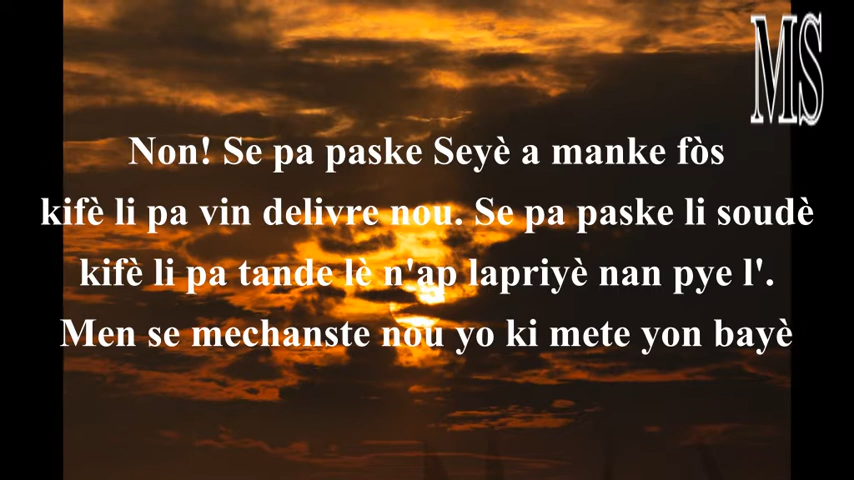 MS
Non! Se pa paske Seyè a manke fòs
kifè li pa vin delivre nou. Se pa paske li soudè
kifè li pa tande lè n'ap lapriyè nan pye l'.
Men se mechanste nou yo ki mete yon bayè